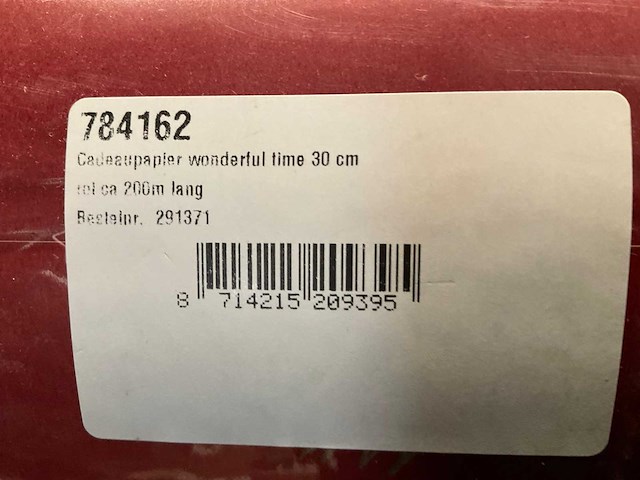 784162
Cadeaupapier wonderful time 30 cm
rol ca 200m lang
Bestelnr. 291371
8 714215 209395